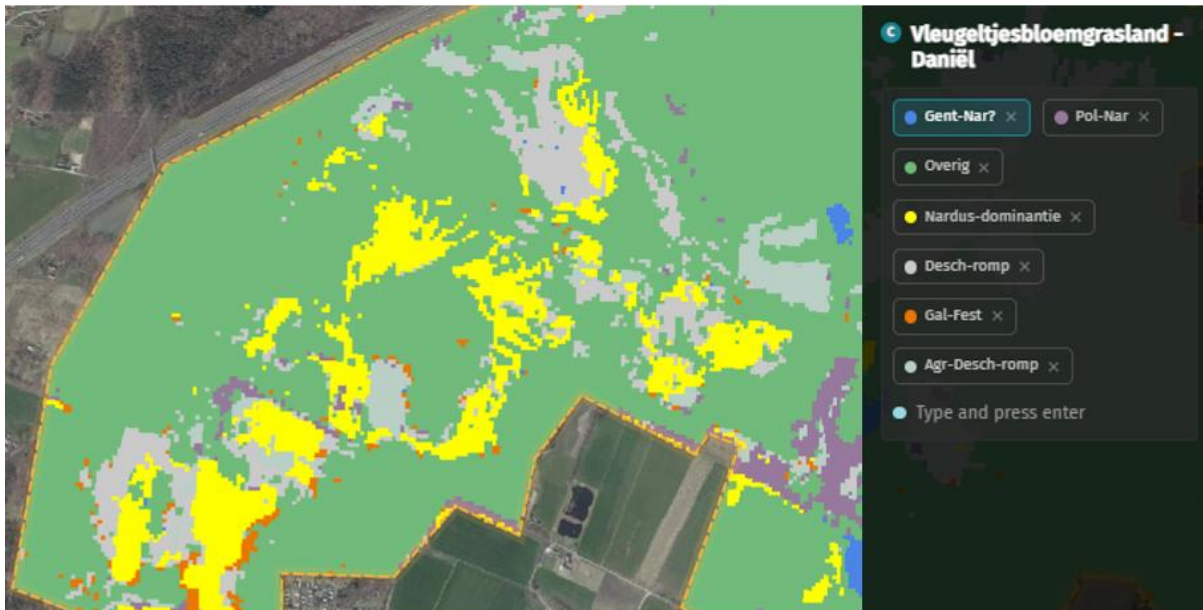 C Vleugeltjesbloemgrasland -
Daniël
Gent-Nar? ×
Pol-Nar ×
Overig ×
Nardus-dominantie ×
Desch-romp ×
Gal-Fest ×
Agr-Desch-romp ×
Type and press enter